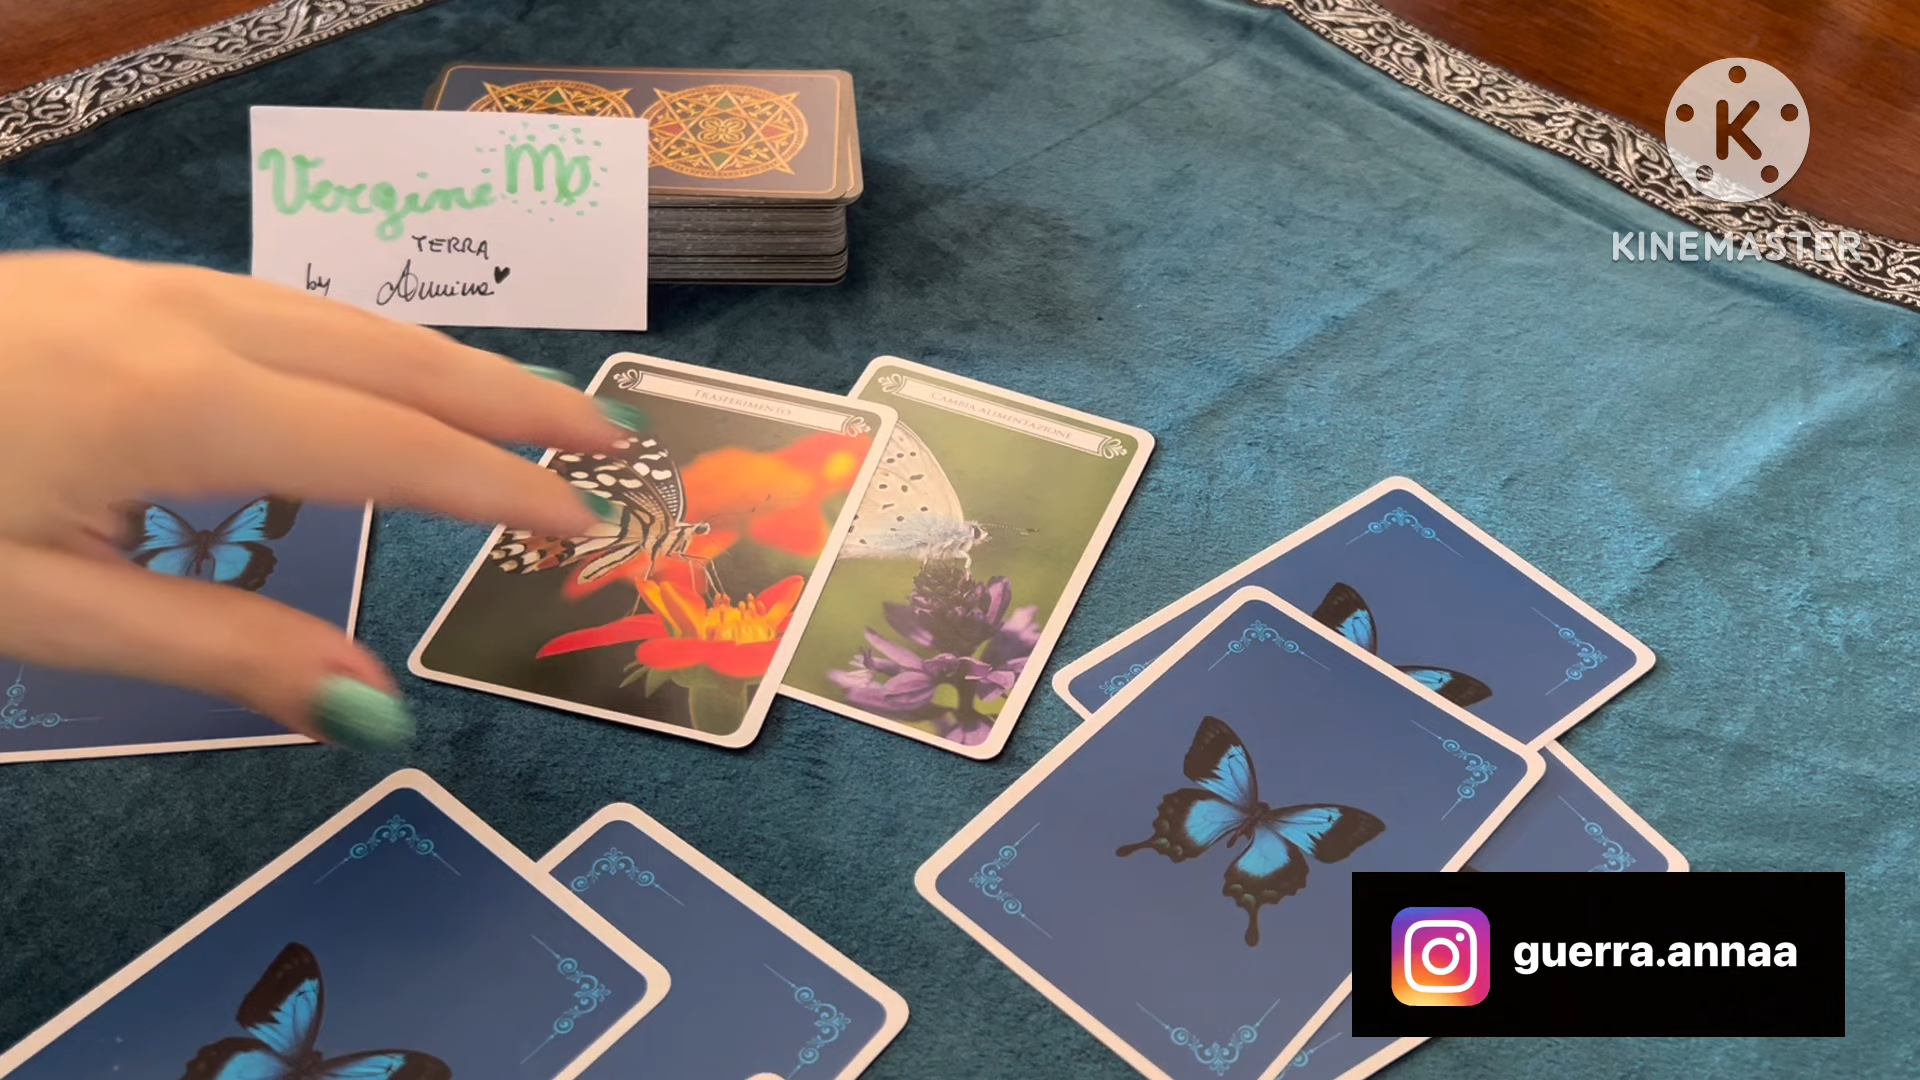 Vergine ♍
TERRA
by Annina♥
TRASFERIMENTO
CAMBIA ALIMENTAZIONE
K
KINEMASTER
guerra.annaa